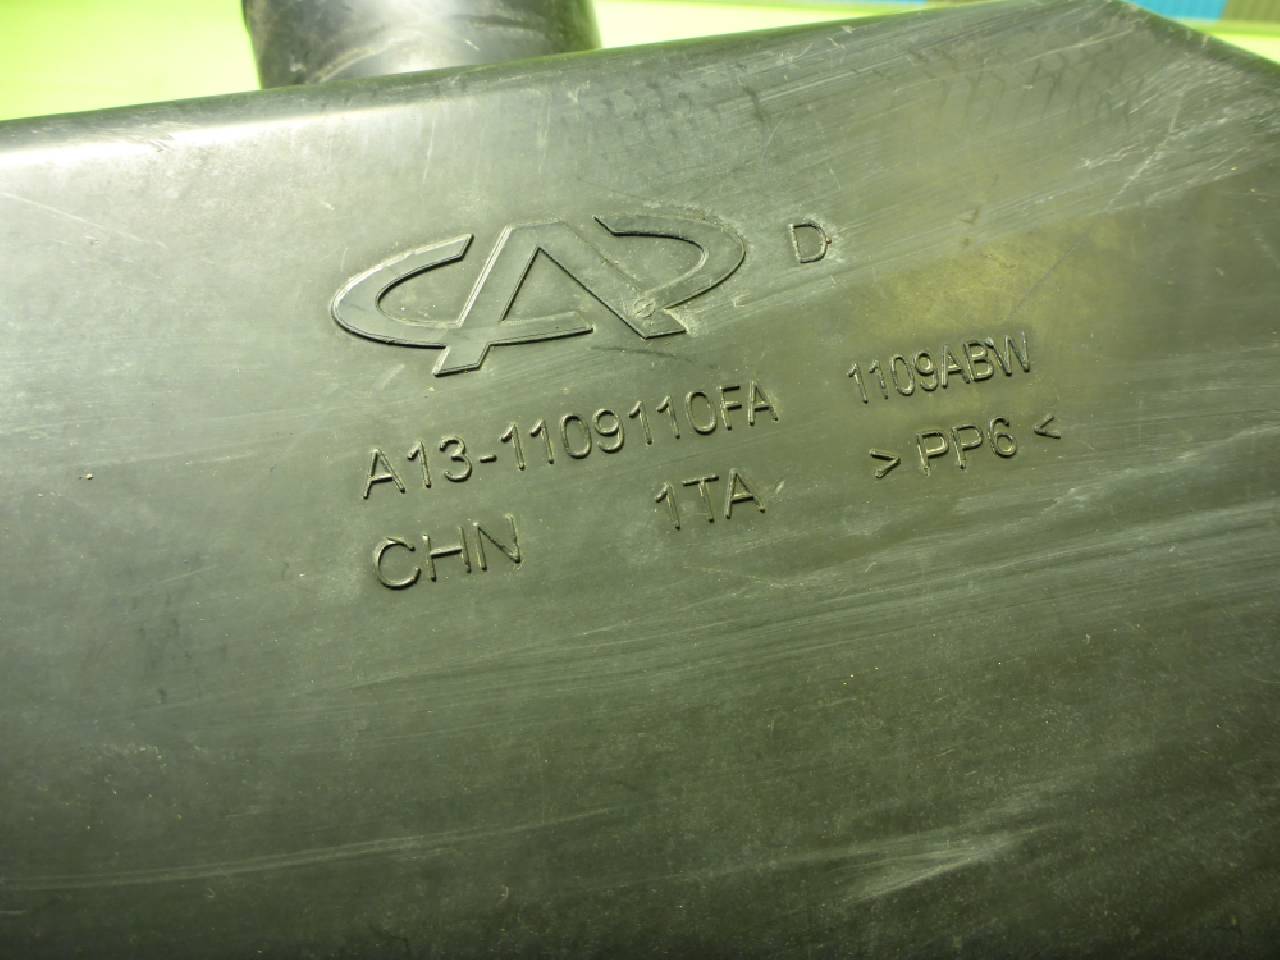 D
A13-1109110FA 1109ABW
CHN 1TA >PP6<